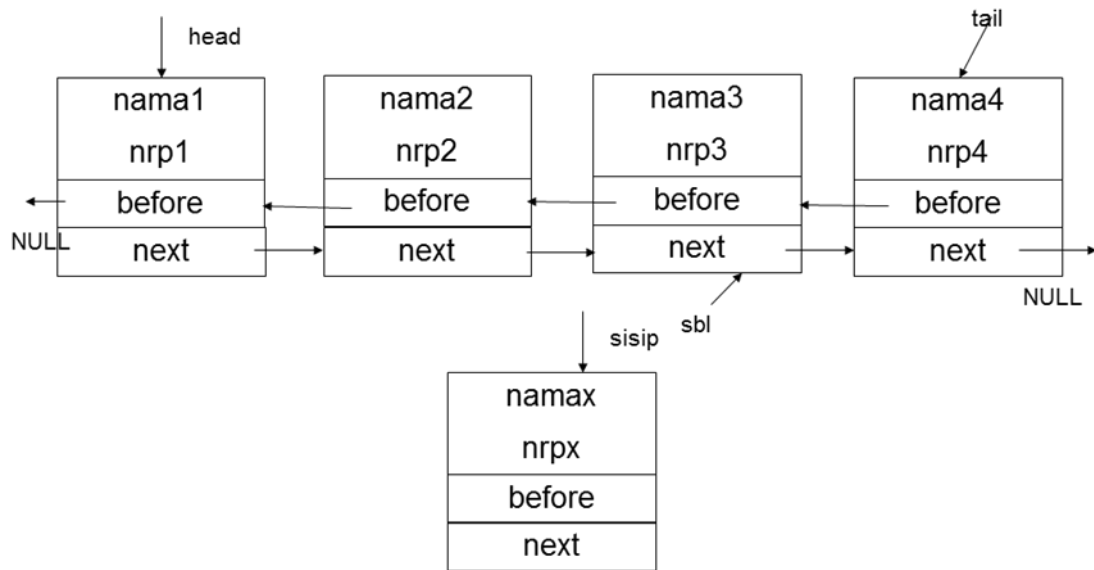 head
tail
nama1
nrp1
before
next
nama2
nrp2
before
next
nama3
nrp3
before
next
nama4
nrp4
before
next
NULL
NULL
sisip
sbl
namax
nrpx
before
next